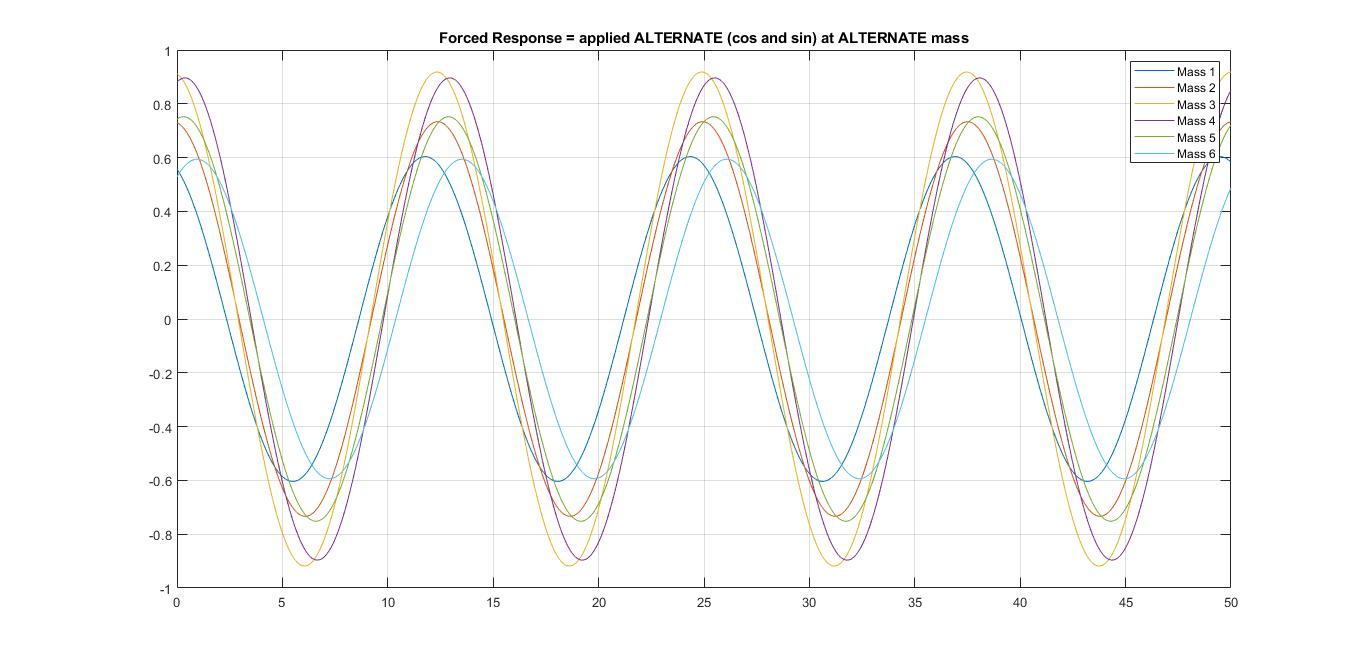 Forced Response = applied ALTERNATE (cos and sin) at ALTERNATE mass
1
0.8
0.6
0.4
0.2
0
-0.2
-0.4
-0.6
-0.8
-1
0 5 10 15 20 25 30 35 40 45 50
Mass 1
Mass 2
Mass 3
Mass 4
Mass 5
Mass 6